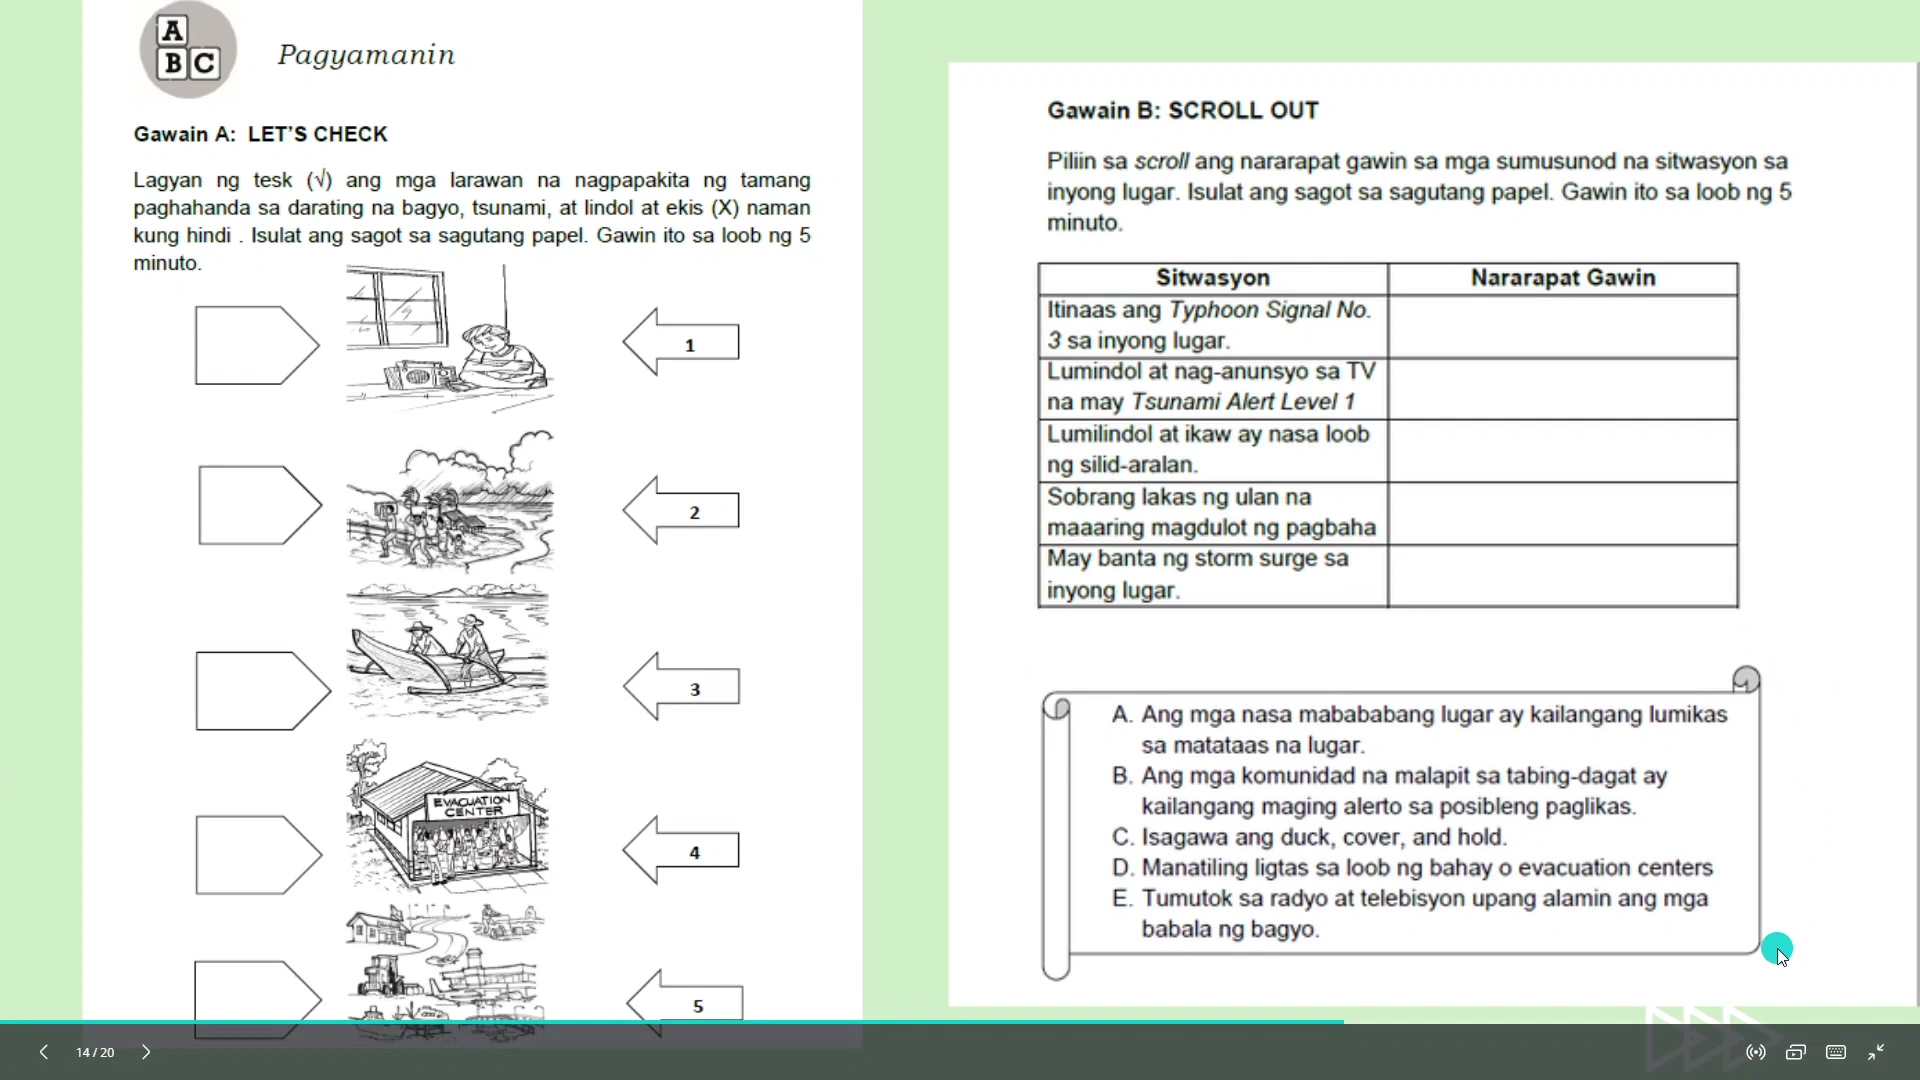 A
B C
Pagyamanin
Gawain A: LET'S CHECK
Lagyan ng tesk (√) ang mga larawan na nagpapakita ng tamang
paghahanda sa darating na bagyo, tsunami, at lindol at ekis (X) naman
kung hindi . Isulat ang sagot sa sagutang papel. Gawin ito sa loob ng 5
minuto.
1
2
3
EVACUATION
CENTER
4
5
Gawain B: SCROLL OUT
Piliin sa scroll ang nararapat gawin sa mga sumusunod na sitwasyon sa
inyong lugar. Isulat ang sagot sa sagutang papel. Gawin ito sa loob ng 5
minuto.
Sitwasyon Nararapat Gawin
Itinaas ang Typhoon Signal No.
3 sa inyong lugar.
Lumindol at nag-anunsyo sa TV
na may Tsunami Alert Level 1
Lumilindol at ikaw ay nasa loob
ng silid-aralan.
Sobrang lakas ng ulan na
maaaring magdulot ng pagbaha
May banta ng storm surge sa
inyong lugar.
A. Ang mga nasa mabababang lugar ay kailangang lumikas
sa matataas na lugar.
B. Ang mga komunidad na malapit sa tabing-dagat ay
kailangang maging alerto sa posibleng paglikas.
C. Isagawa ang duck, cover, and hold.
D. Manatiling ligtas sa loob ng bahay o evacuation centers
E. Tumutok sa radyo at telebisyon upang alamin ang mga
babala ng bagyo.
14 / 20